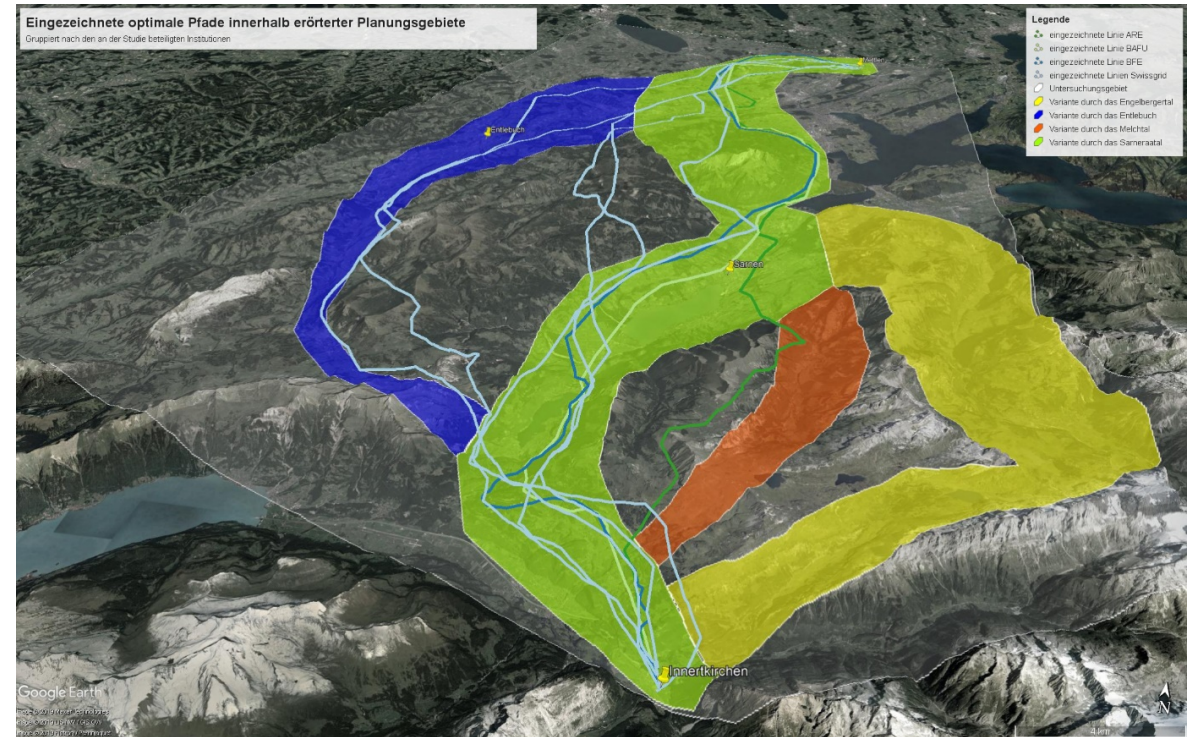 Eingezeichnete optimale Pfade innerhalb erörterter Planungsgebiete
Gruppiert nach den an der Studie beteiligten Institutionen
Legende
eingezeichnete Linie ARE
eingezeichnete Linie BAFU
eingezeichnete Linie BFE
eingezeichnete Linien Swissgrid
Untersuchungsgebiet
Variante durch das Engelbergertal
Variante durch das Entlebuch
Variante durch das Melchtal
Variante durch das Sarneraatal
Entlebuch
Sarnen
Innertkirchen
Google Earth
4 km
N